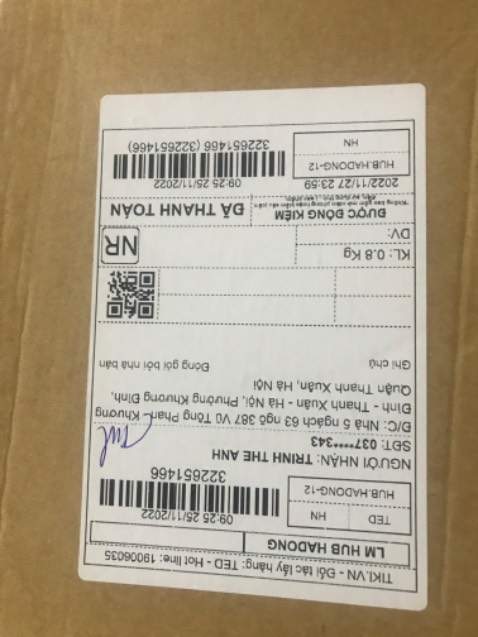 TIKI.VN - Đối tác lấy hàng: TED - Hot line: 19006035
LM HUB HADONG
TED HN
HUB.HADONG-12
09:25 25/11/2022
322651466
NGƯỜI NHẬN: TRINH THE ANH
SĐT: 037****343
Đ/C: Nhà 5 ngách 63 ngõ 387 Vũ Tông Phan- Khương
Đình - Thanh Xuân - Hà Nội, Phường Khương Đình,
Quận Thanh Xuân, Hà Nội
Ghi chú
Đóng gói bởi nhà bán
KL: 0.8 Kg
DV:
NR
ĐƯỢC ĐỒNG KIỂM
ĐÃ THANH TOÁN
2022/11/27 23:59
HUB.HADONG-12
HN
09:25 25/11/2022
322651466 (322651466)